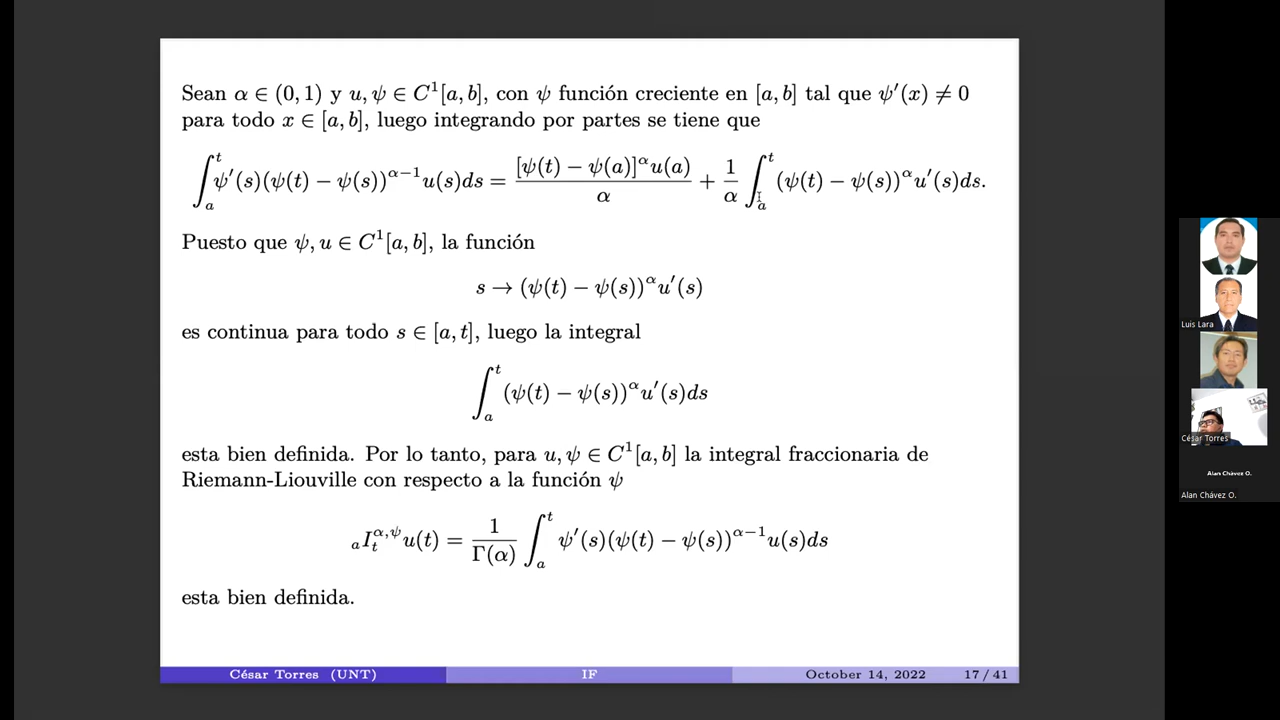 Sean α ∈ (0, 1) y u, ψ ∈ C¹[a, b], con ψ función creciente en [a, b] tal que ψ′(x) ≠ 0
para todo x ∈ [a, b], luego integrando por partes se tiene que
∫ₐᵗ ψ′(s)(ψ(t) − ψ(s))^{α−1}u(s)ds = [ψ(t) − ψ(a)]^α u(a) / α + 1/α ∫ₐᵗ (ψ(t) − ψ(s))^α u′(s)ds.
Puesto que ψ, u ∈ C¹[a, b], la función
s → (ψ(t) − ψ(s))^α u′(s)
es continua para todo s ∈ [a, t], luego la integral
∫ₐᵗ (ψ(t) − ψ(s))^α u′(s)ds
esta bien definida. Por lo tanto, para u, ψ ∈ C¹[a, b] la integral fraccionaria de
Riemann-Liouville con respecto a la función ψ
ₐI_t^{α,ψ}u(t) = 1/Γ(α) ∫ₐᵗ ψ′(s)(ψ(t) − ψ(s))^{α−1}u(s)ds
esta bien definida.
César Torres (UNT) IF October 14, 2022 17 / 41
Luis Lara
César Torres
Alan Chávez O.
Alan Chávez O.